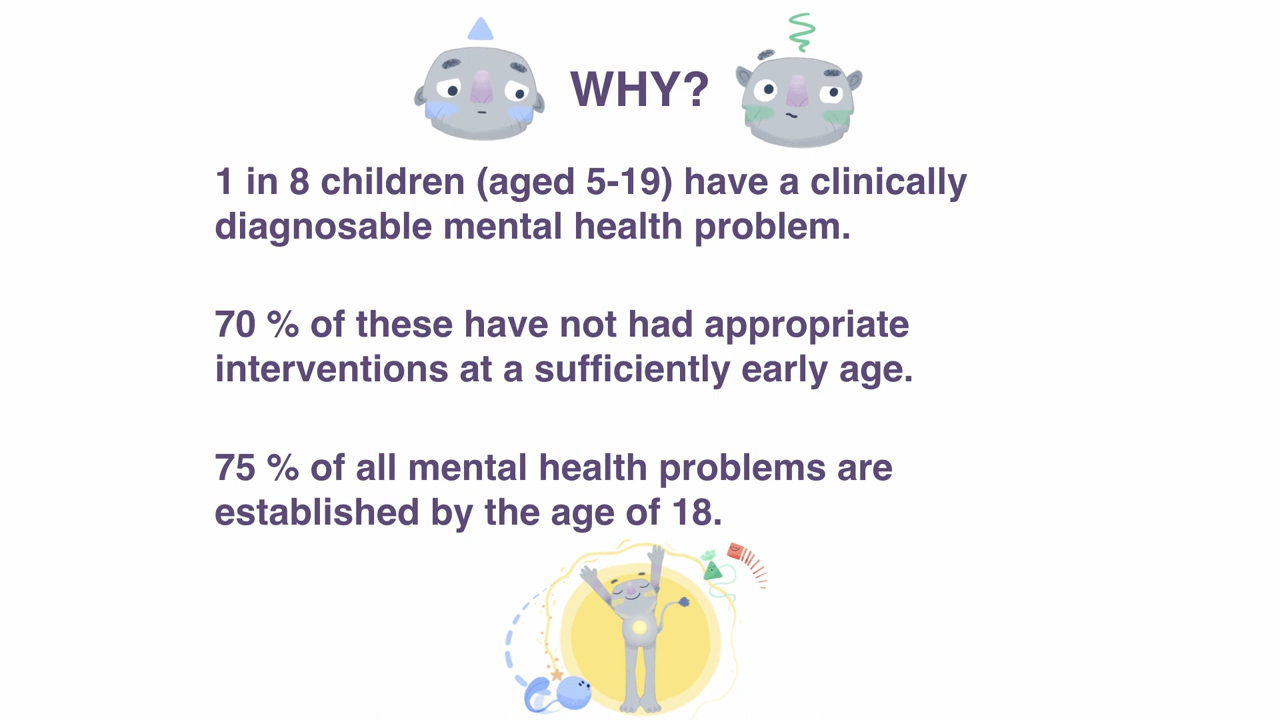 WHY?
1 in 8 children (aged 5-19) have a clinically
diagnosable mental health problem.
70 % of these have not had appropriate
interventions at a sufficiently early age.
75 % of all mental health problems are
established by the age of 18.